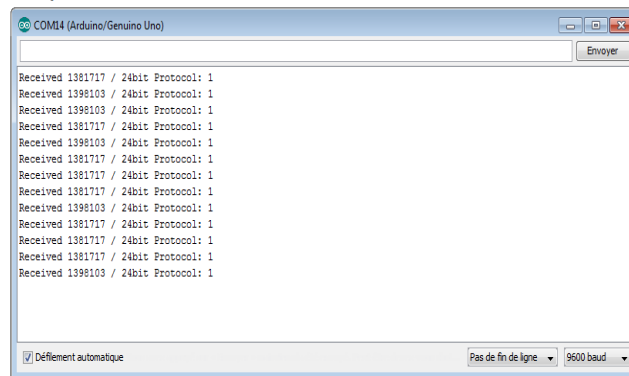 COM14 (Arduino/Genuino Uno)
Envoyer
Received 1381717 / 24bit Protocol: 1
Received 1398103 / 24bit Protocol: 1
Received 1398103 / 24bit Protocol: 1
Received 1381717 / 24bit Protocol: 1
Received 1398103 / 24bit Protocol: 1
Received 1381717 / 24bit Protocol: 1
Received 1381717 / 24bit Protocol: 1
Received 1381717 / 24bit Protocol: 1
Received 1398103 / 24bit Protocol: 1
Received 1381717 / 24bit Protocol: 1
Received 1381717 / 24bit Protocol: 1
Received 1381717 / 24bit Protocol: 1
Received 1398103 / 24bit Protocol: 1
Défilement automatique Pas de fin de ligne 9600 baud